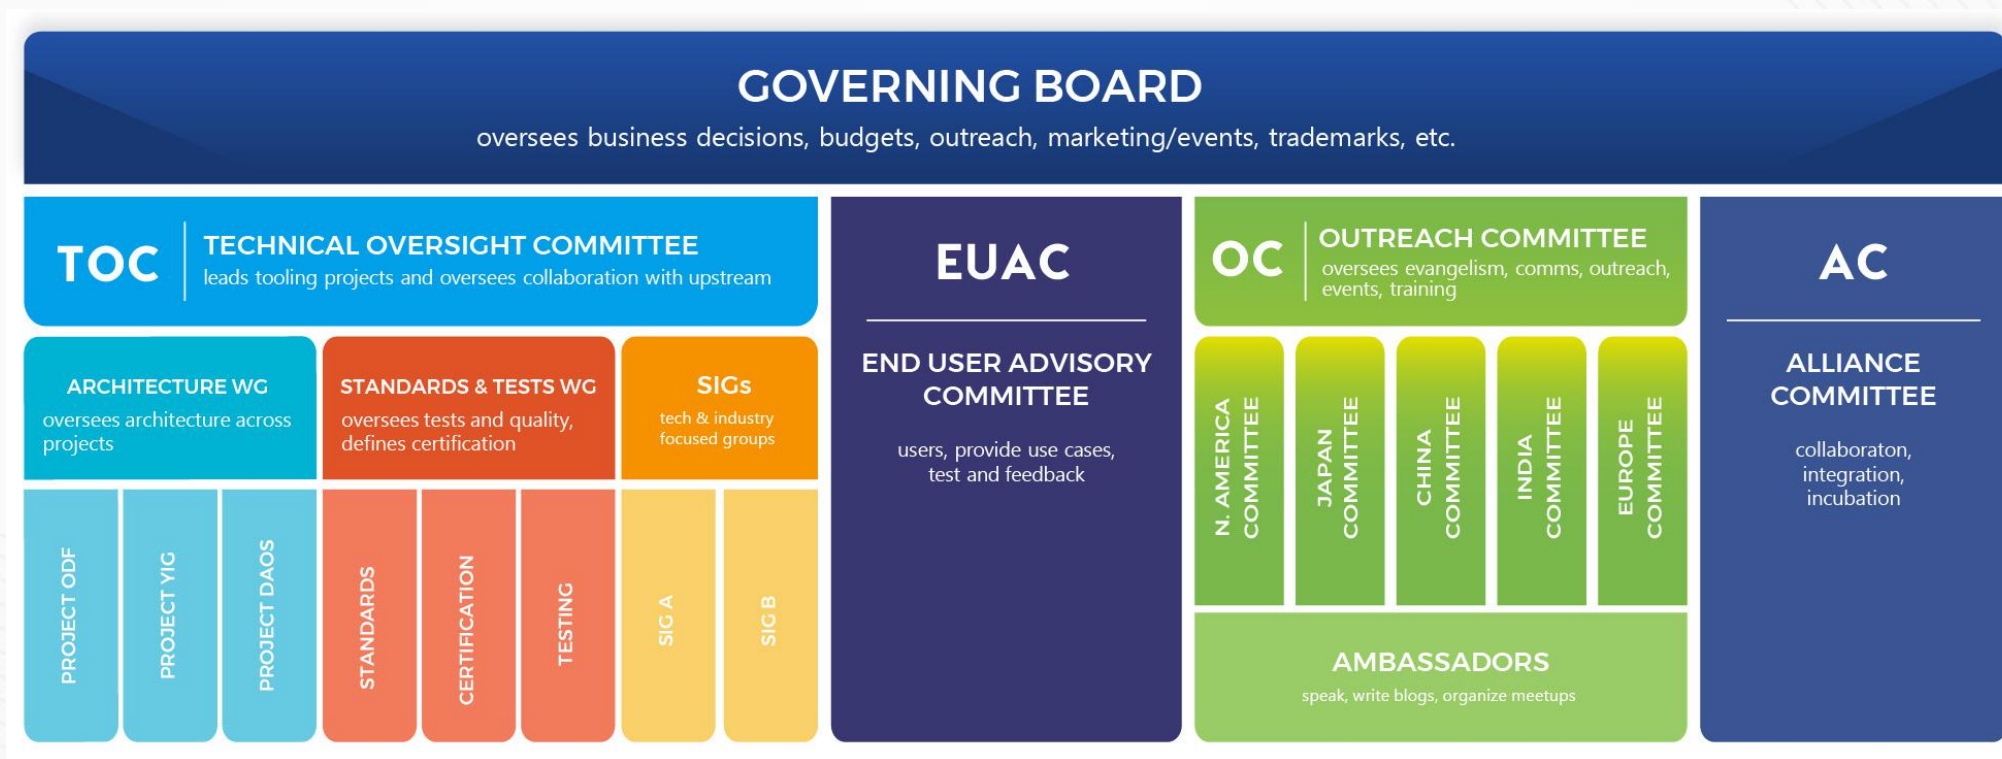 GOVERNING BOARD
oversees business decisions, budgets, outreach, marketing/events, trademarks, etc.
TOC
TECHNICAL OVERSIGHT COMMITTEE
leads tooling projects and oversees collaboration with upstream
ARCHITECTURE WG
oversees architecture across
projects
PROJECT ODF
PROJECT YIG
PROJECT DAOS
STANDARDS & TESTS WG
oversees tests and quality,
defines certification
STANDARDS
CERTIFICATION
TESTING
SIGs
tech & industry
focused groups
SIG A
SIG B
EUAC
END USER ADVISORY
COMMITTEE
users, provide use cases,
test and feedback
OC
OUTREACH COMMITTEE
oversees evangelism, comms, outreach,
events, training
N. AMERICA
COMMITTEE
JAPAN
COMMITTEE
CHINA
COMMITTEE
INDIA
COMMITTEE
EUROPE
COMMITTEE
AMBASSADORS
speak, write blogs, organize meetups
AC
ALLIANCE
COMMITTEE
collaboraton,
integration,
incubation